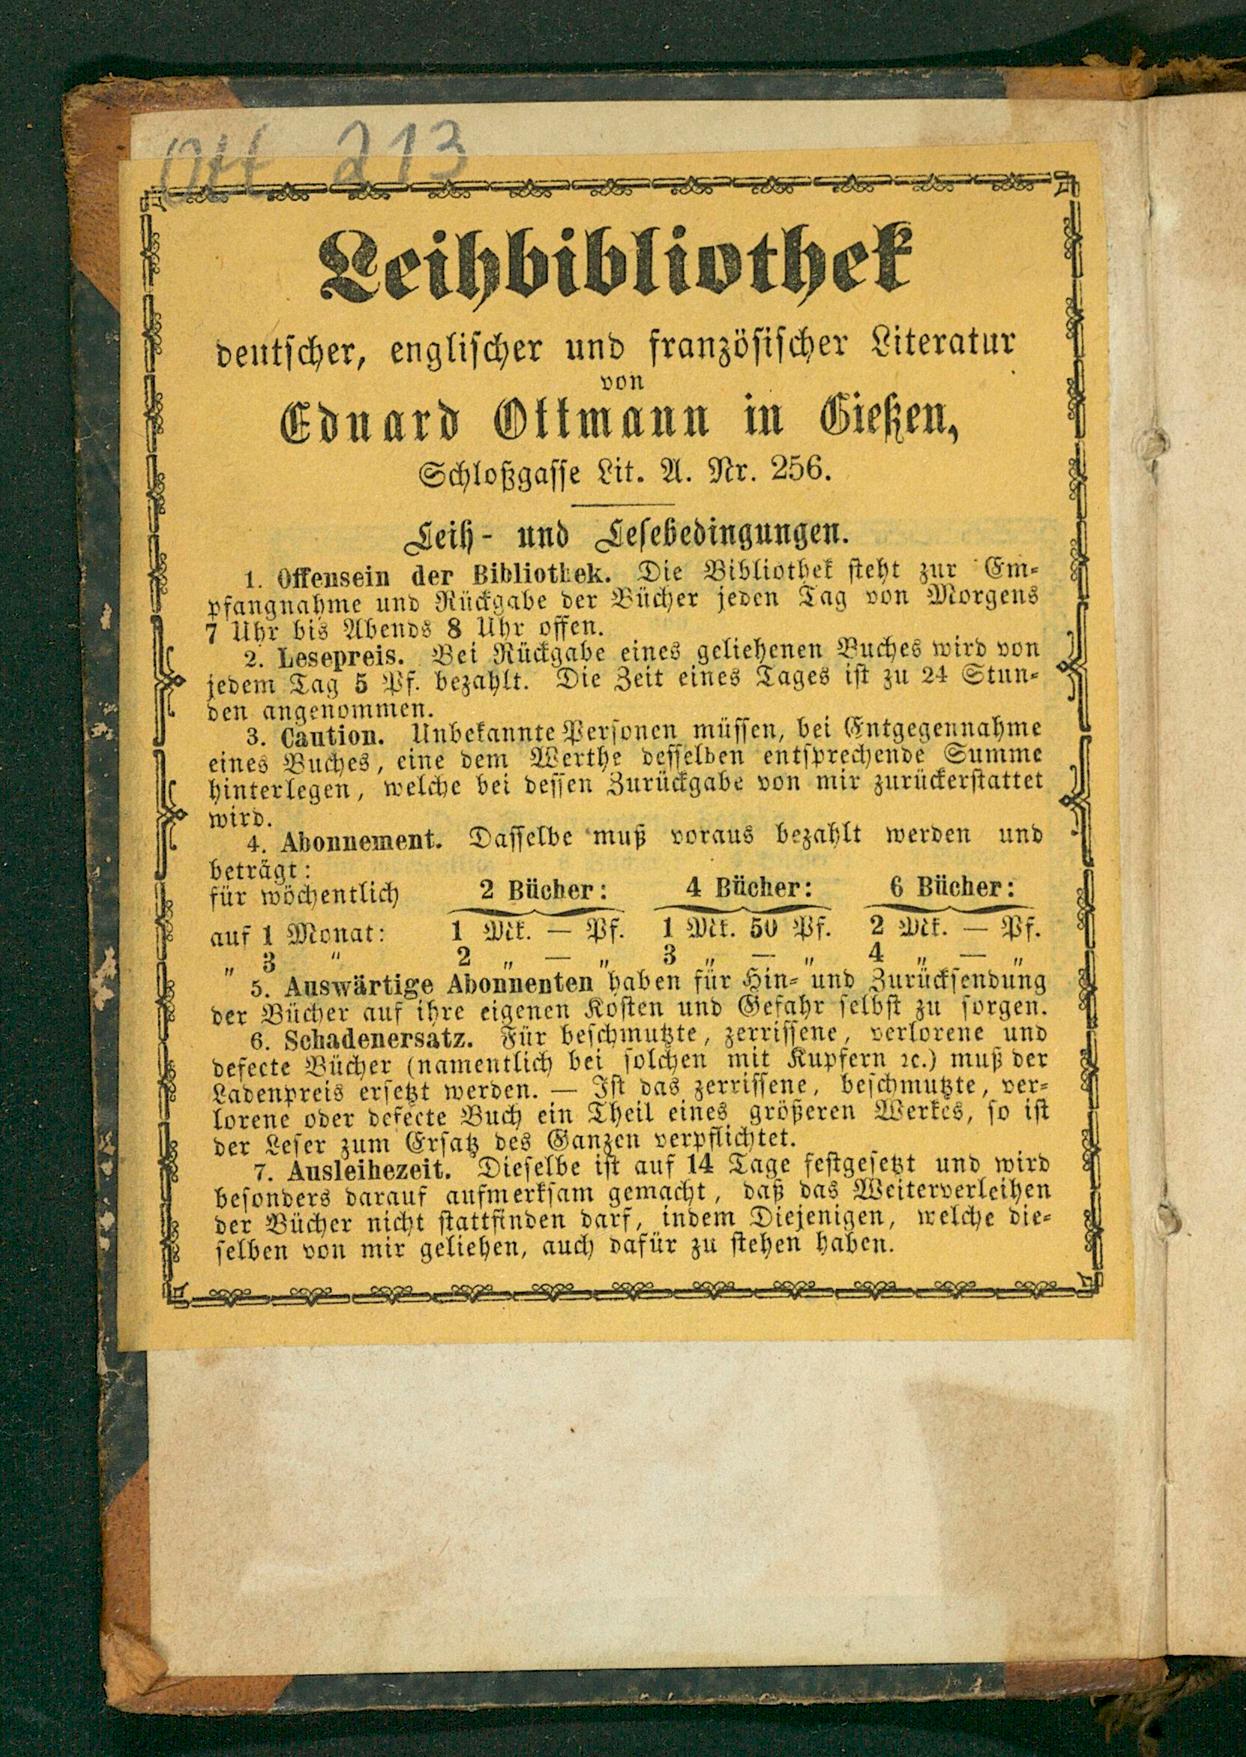 Ott 213
Leihbibliothek
deutscher, englischer und französischer Literatur
von
Eduard Ottmann in Gießen,
Schloßgasse Lit. A. Nr. 256.
Leih- und Lesebedingungen.
1. Offensein der Bibliothek. Die Bibliothek steht zur Em-
pfangnahme und Rückgabe der Bücher jeden Tag von Morgens
7 Uhr bis Abends 8 Uhr offen.
2. Lesepreis. Bei Rückgabe eines geliehenen Buches wird von
jedem Tag 5 Pf. bezahlt. Die Zeit eines Tages ist zu 24 Stun-
den angenommen.
3. Caution. Unbekannte Personen müssen, bei Entgegennahme
eines Buches, eine dem Werthe desselben entsprechende Summe
hinterlegen, welche bei dessen Zurückgabe von mir zurückerstattet
wird.
4. Abonnement. Dasselbe muß voraus bezahlt werden und
beträgt:
für wöchentlich 2 Bücher: 4 Bücher: 6 Bücher:
auf 1 Monat: 1 Mk. — Pf. 1 Mk. 50 Pf. 2 Mk. — Pf.
„ 3 „ 2 „ — „ 3 „ — „ 4 „ — „
5. Auswärtige Abonnenten haben für Hin- und Zurücksendung
der Bücher auf ihre eigenen Kosten und Gefahr selbst zu sorgen.
6. Schadenersatz. Für beschmutzte, zerrissene, verlorene und
defecte Bücher (namentlich bei solchen mit Kupfern ꝛc.) muß der
Ladenpreis ersetzt werden. — Ist das zerrissene, beschmutzte, ver-
lorene oder defecte Buch ein Theil eines größeren Werkes, so ist
der Leser zum Ersatz des Ganzen verpflichtet.
7. Ausleihezeit. Dieselbe ist auf 14 Tage festgesetzt und wird
besonders darauf aufmerksam gemacht, daß das Weiterverleihen
der Bücher nicht stattfinden darf, indem Diejenigen, welche die-
selben von mir geliehen, auch dafür zu stehen haben.